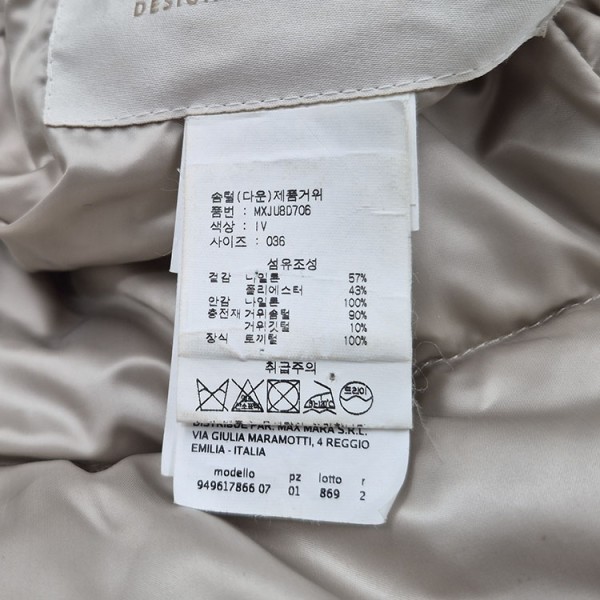 솜털(다운)제품거위
품번 : MXJU8D706
색상 : IV
사이즈 : 036
섬유조성
겉감 나일론 57%
폴리에스터 43%
안감 나일론 100%
충전재 거위솜털 90%
거위깃털 10%
장식 토끼털 100%
취급주의
드라이
DISTRIBUE PAR: MAX MARA S.R.L.
VIA GIULIA MARAMOTTI, 4 REGGIO
EMILIA - ITALIA
modello pz lotto r
949617866 07 01 869 2